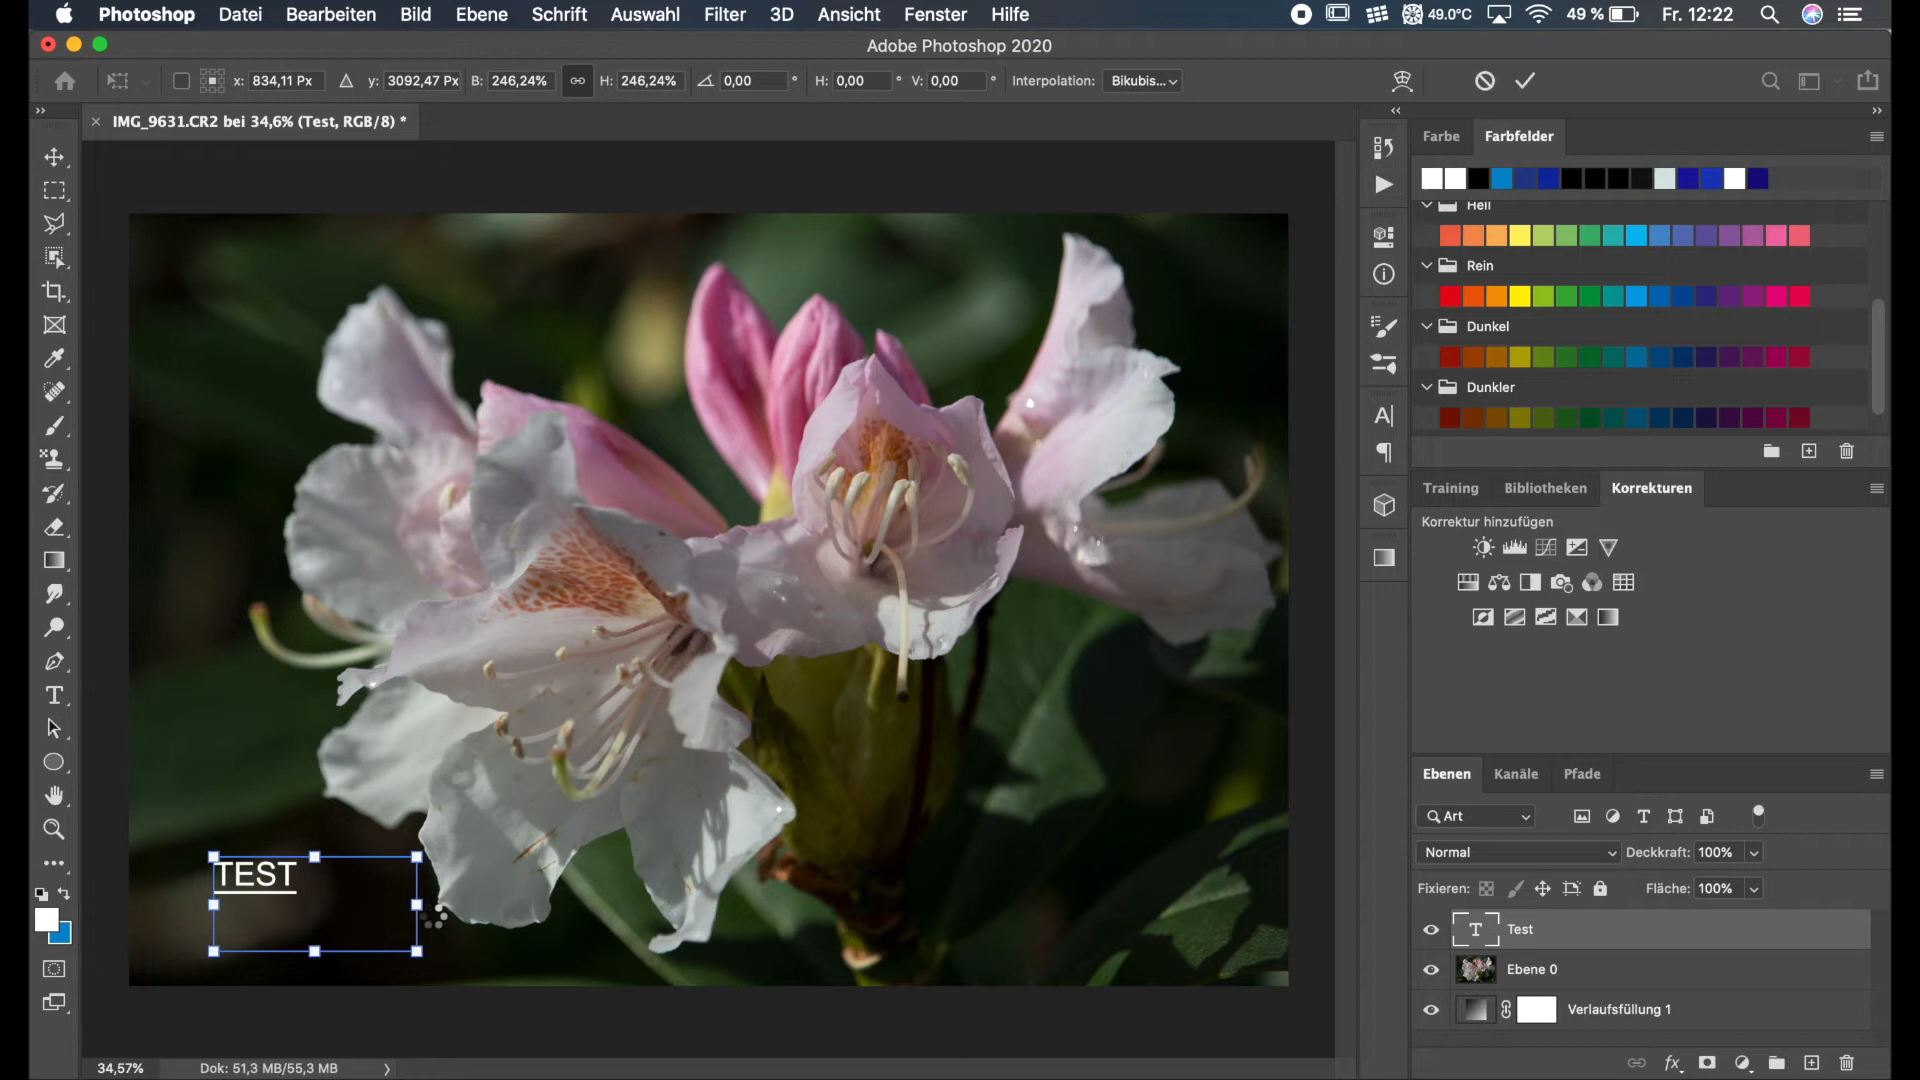 Photoshop Datei Bearbeiten Bild Ebene Schrift Auswahl Filter 3D Ansicht Fenster Hilfe 49.0°C 49 % Fr. 12:22
Adobe Photoshop 2020
x: 834,11 Px y: 3092,47 Px B: 246,24% H: 246,24% 0,00 ° H: 0,00 ° V: 0,00 ° Interpolation: Bikubis...
IMG_9631.CR2 bei 34,6% (Test, RGB/8) *
Farbe Farbfelder
Hell
Rein
Dunkel
Dunkler
Training Bibliotheken Korrekturen
Korrektur hinzufügen
Ebenen Kanäle Pfade
Art
Normal Deckkraft: 100%
Fixieren: Fläche: 100%
TEST
T Test
Ebene 0
Verlaufsfüllung 1
34,57% Dok: 51,3 MB/55,3 MB